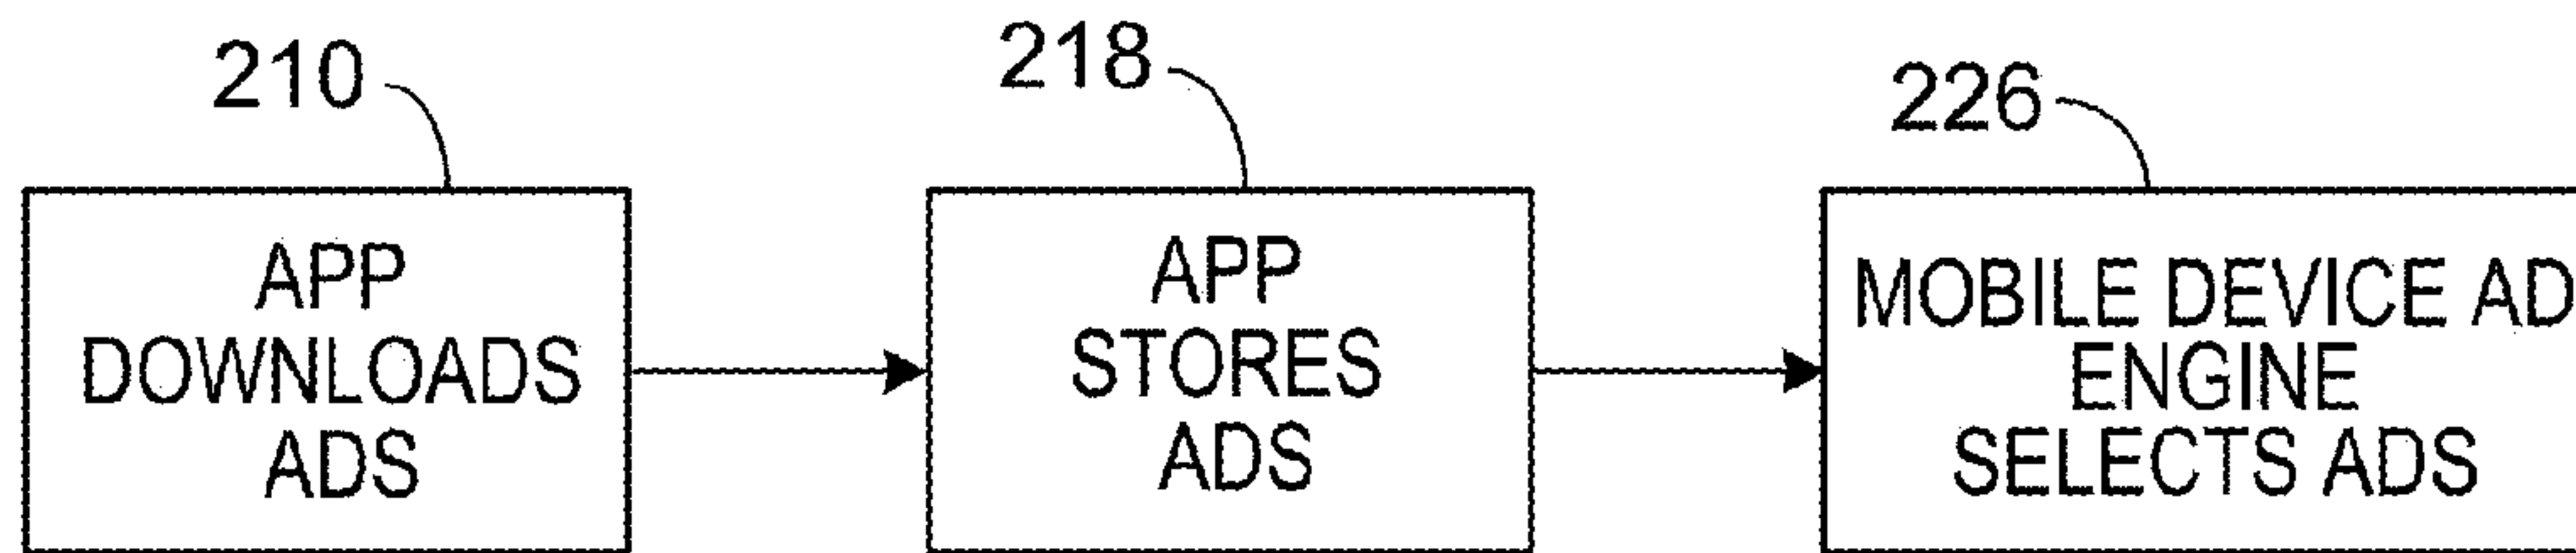 210
218
226
APP
DOWNLOADS
ADS
APP
STORES
ADS
MOBILE DEVICE AD
ENGINE
SELECTS ADS